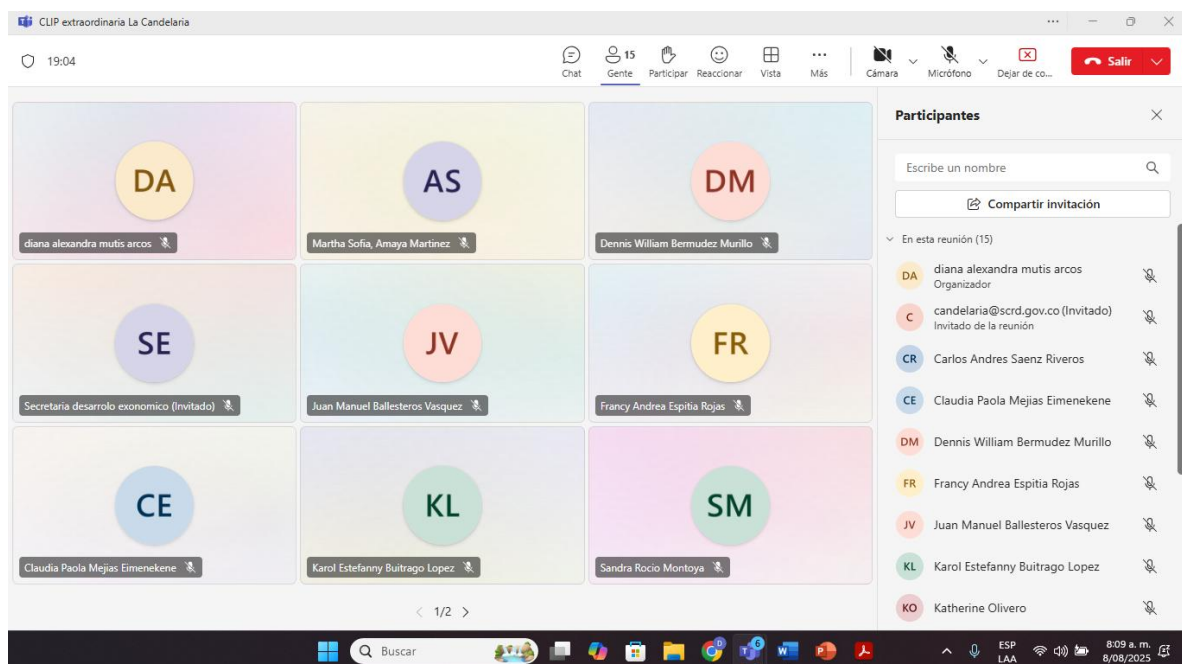 CLIP extraordinaria La Candelaria
19:04
Chat
15
Gente
Participar
Reaccionar
Vista
Más
Cámara
Micrófono
Dejar de co...
Salir
DA
diana alexandra mutis arcos
AS
Martha Sofia, Amaya Martinez
DM
Dennis William Bermudez Murillo
SE
Secretaria desarrolo exonomico (Invitado)
JV
Juan Manuel Ballesteros Vasquez
FR
Francy Andrea Espitia Rojas
CE
Claudia Paola Mejias Eimenekene
KL
Karol Estefanny Buitrago Lopez
SM
Sandra Rocio Montoya
1/2
Participantes
Escribe un nombre
Compartir invitación
En esta reunión (15)
DA
diana alexandra mutis arcos
Organizador
C
candelaria@scrd.gov.co (Invitado)
Invitado de la reunión
CR Carlos Andres Saenz Riveros
CE Claudia Paola Mejias Eimenekene
DM Dennis William Bermudez Murillo
FR Francy Andrea Espitia Rojas
JV Juan Manuel Ballesteros Vasquez
KL Karol Estefanny Buitrago Lopez
KO Katherine Olivero
Buscar
6
ESP
LAA
8:09 a. m.
8/08/2025